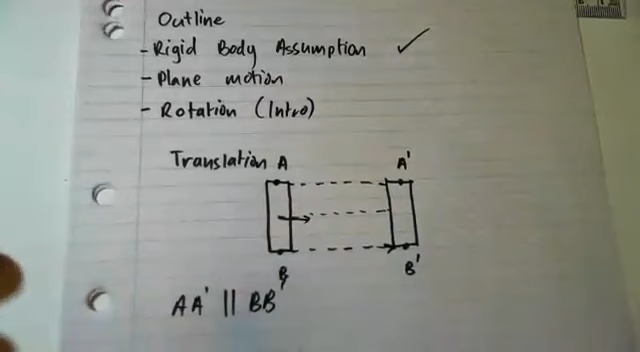 Outline
- Rigid Body Assumption ✓
- Plane motion
- Rotation (Intro)
Translation A A'
B B'
AA' || BB'